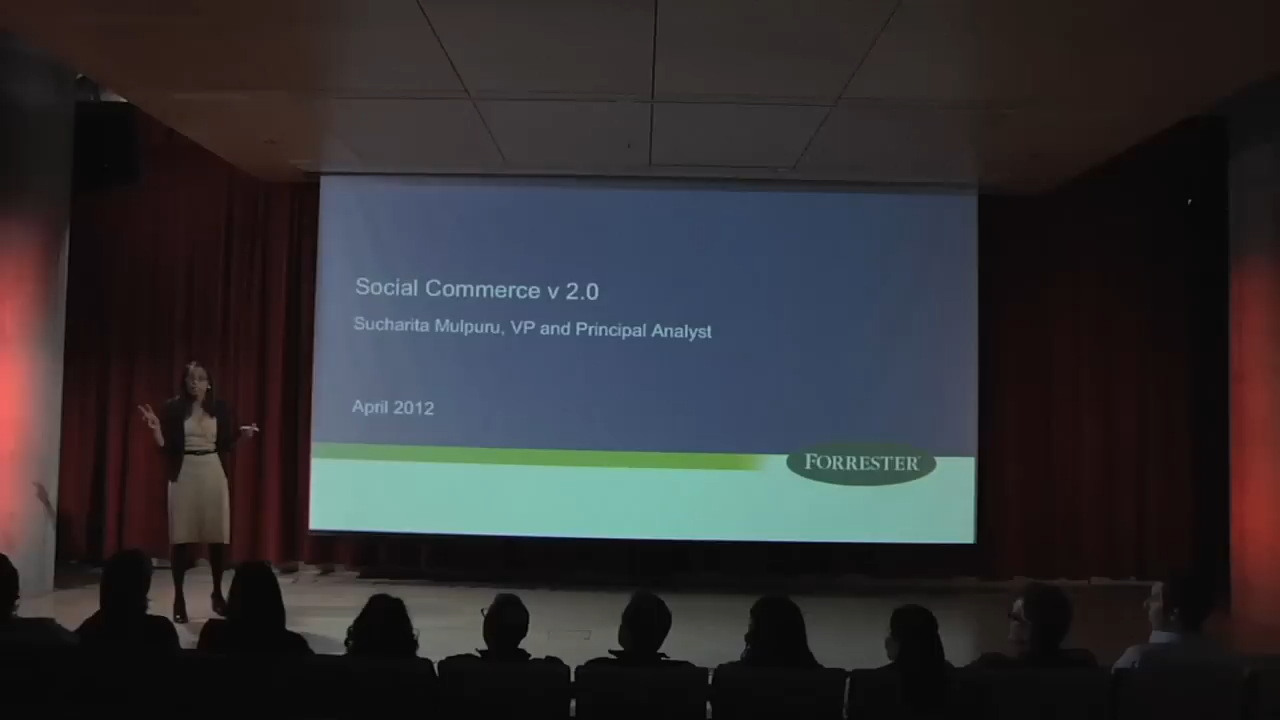 Social Commerce v 2.0
Sucharita Mulpuru, VP and Principal Analyst
April 2012
FORRESTER